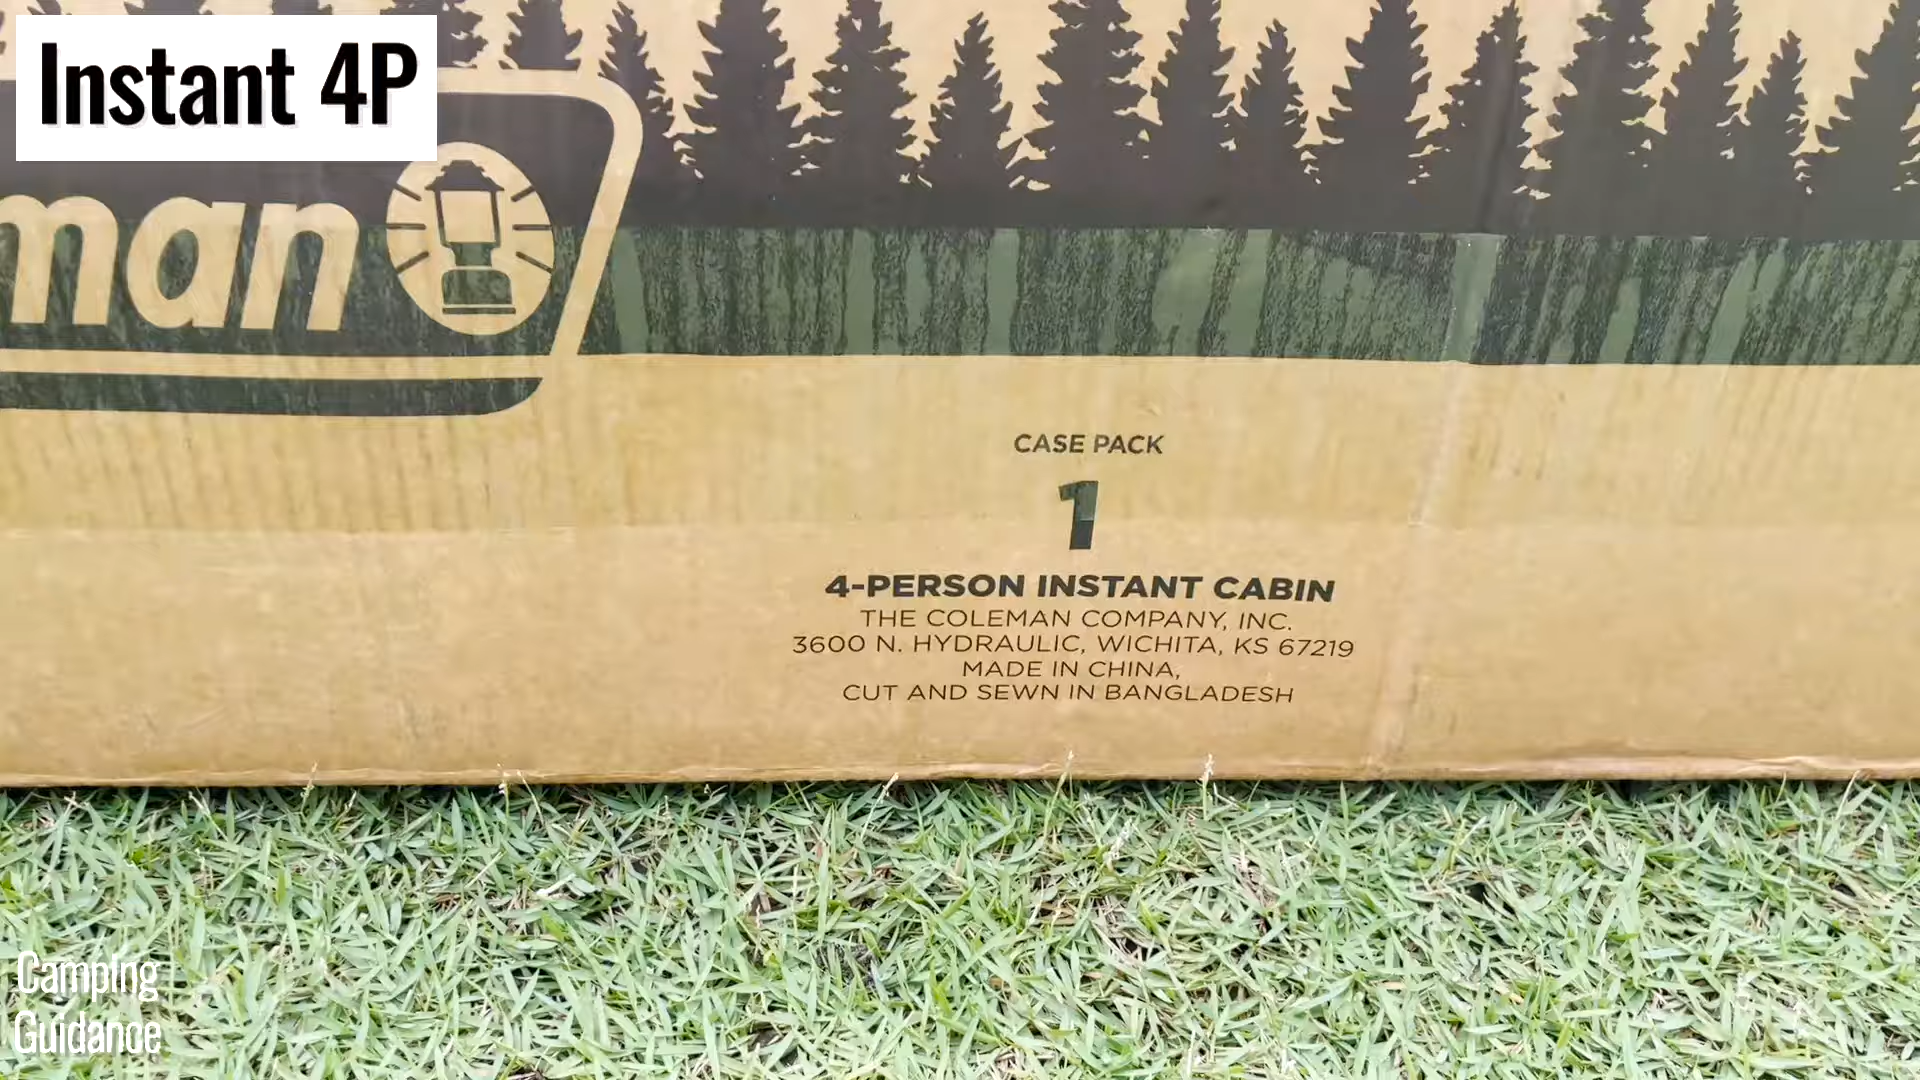 Instant 4P
man
CASE PACK
1
4-PERSON INSTANT CABIN
THE COLEMAN COMPANY, INC.
3600 N. HYDRAULIC, WICHITA, KS 67219
MADE IN CHINA,
CUT AND SEWN IN BANGLADESH
Camping
Guidance